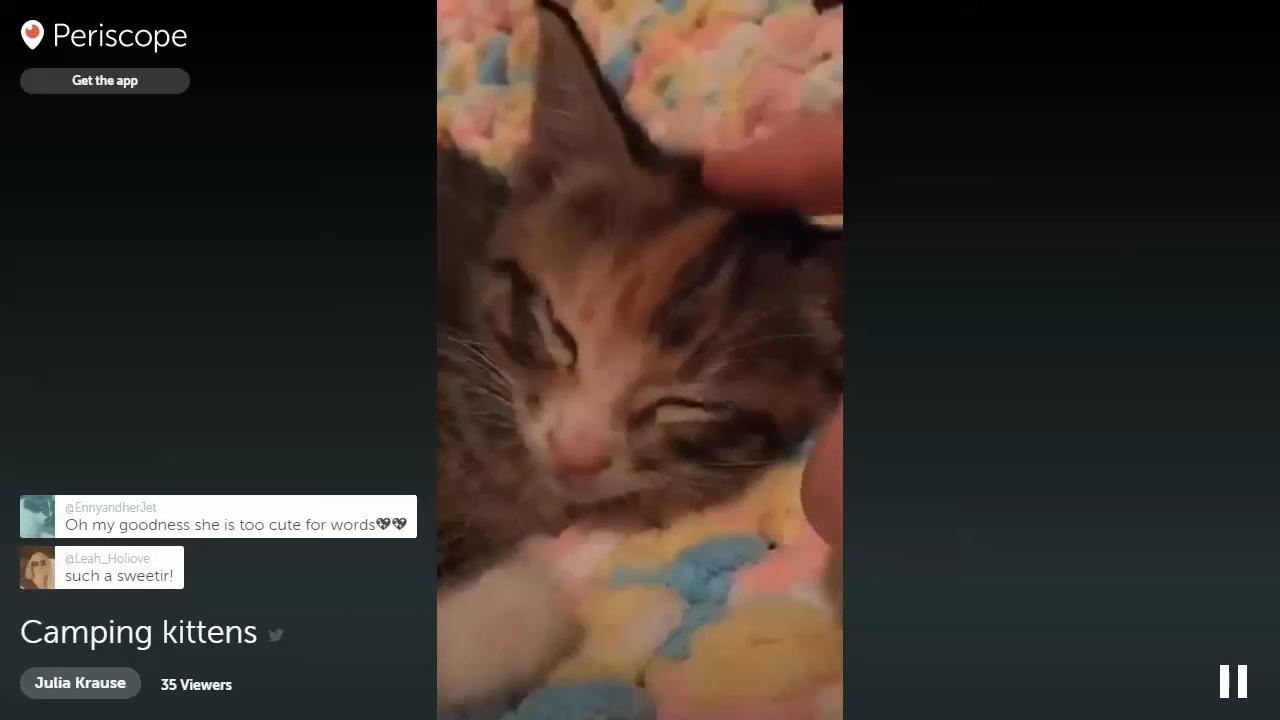 Periscope
Get the app
@EnnyandherJet
Oh my goodness she is too cute for words💖💖
@Leah_Holiove
such a sweetir!
Camping kittens
Julia Krause
35 Viewers